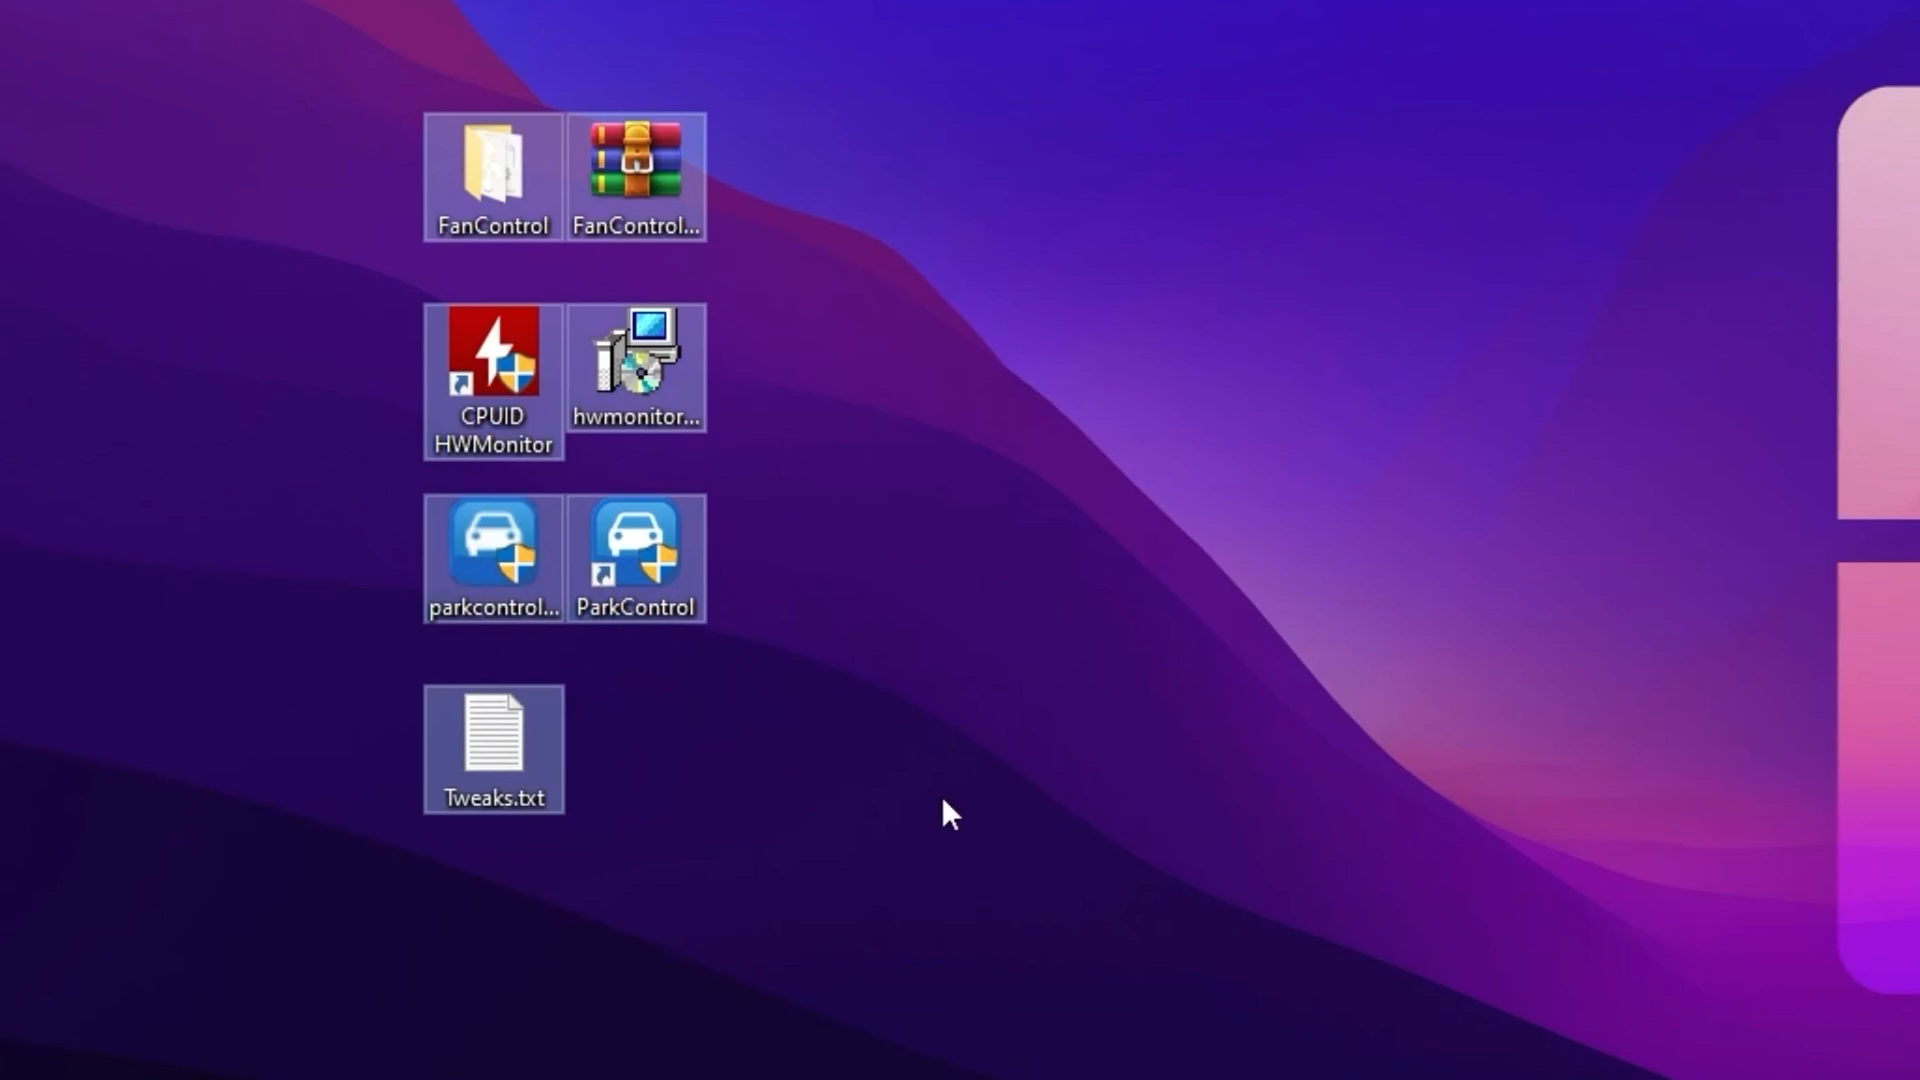 FanControl
FanControl...
CPUID
HWMonitor
hwmonitor...
parkcontrol...
ParkControl
Tweaks.txt